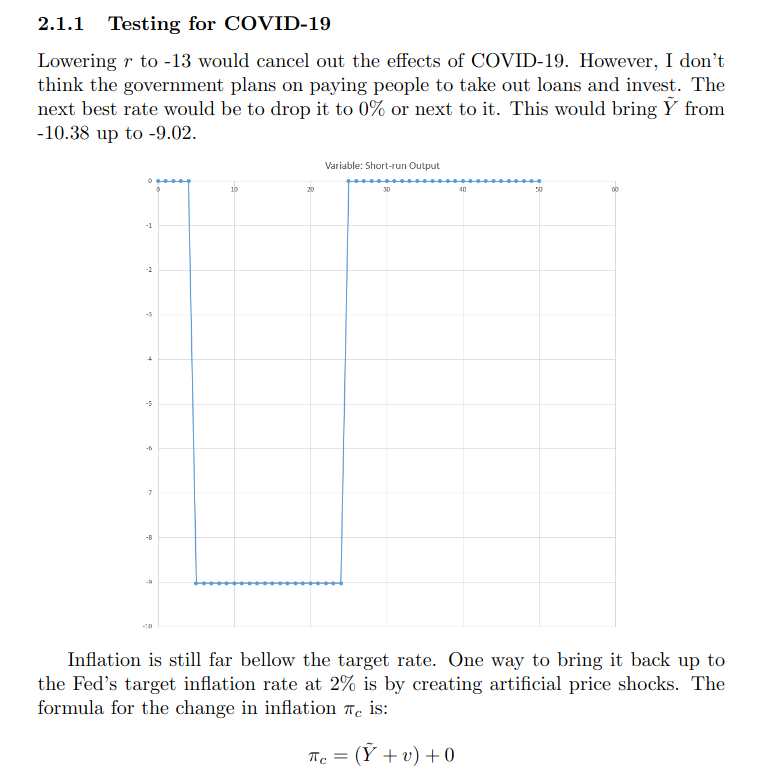 2.1.1 Testing for COVID-19
Lowering r to -13 would cancel out the effects of COVID-19. However, I don't
think the government plans on paying people to take out loans and invest. The
next best rate would be to drop it to 0% or next to it. This would bring Ỹ from
-10.38 up to -9.02.
Variable: Short-run Output
0
0 10 20 30 40 50 60
-1
-2
-3
-4
-5
-6
-7
-8
-9
-10
Inflation is still far bellow the target rate. One way to bring it back up to
the Fed's target inflation rate at 2% is by creating artificial price shocks. The
formula for the change in inflation π_c is:
π_c = (Ỹ + v) + 0